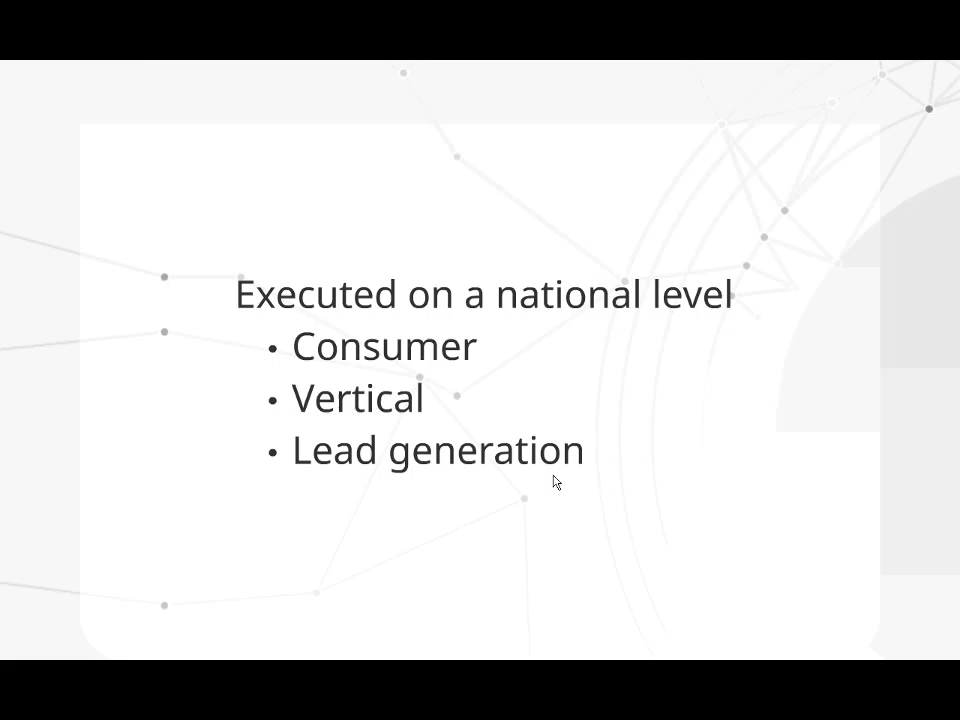 Executed on a national level
• Consumer
• Vertical
• Lead generation